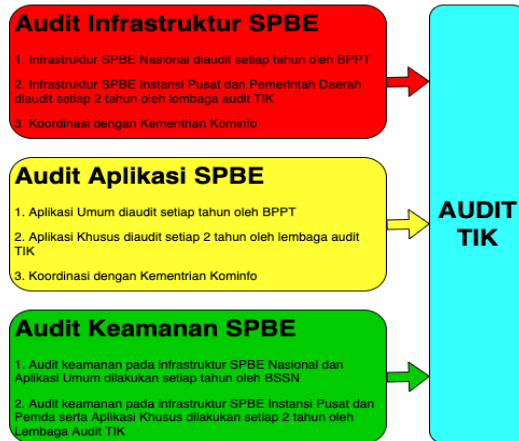 Audit Infrastruktur SPBE
1. Infrastruktur SPBE Nasional diaudit setiap tahun oleh BPPT
2. Infrastruktur SPBE Instansi Pusat dan Pemerintah Daerah
diaudit setiap 2 tahun oleh lembaga audit TIK
3. Koordinasi dengan Kementrian Kominfo
Audit Aplikasi SPBE
1. Aplikasi Umum diaudit setiap tahun oleh BPPT
2. Aplikasi Khusus diaudit setiap 2 tahun oleh lembaga audit
TIK
3. Koordinasi dengan Kementrian Kominfo
Audit Keamanan SPBE
1. Audit keamanan pada infrastruktur SPBE Nasional dan
Aplikasi Umum dilakukan setiap tahun oleh BSSN
2. Audit keamanan pada infrastruktur SPBE Instansi Pusat dan
Pemda serta Aplikasi Khusus dilakukan setiap 2 tahun oleh
Lembaga Audit TIK
AUDIT
TIK